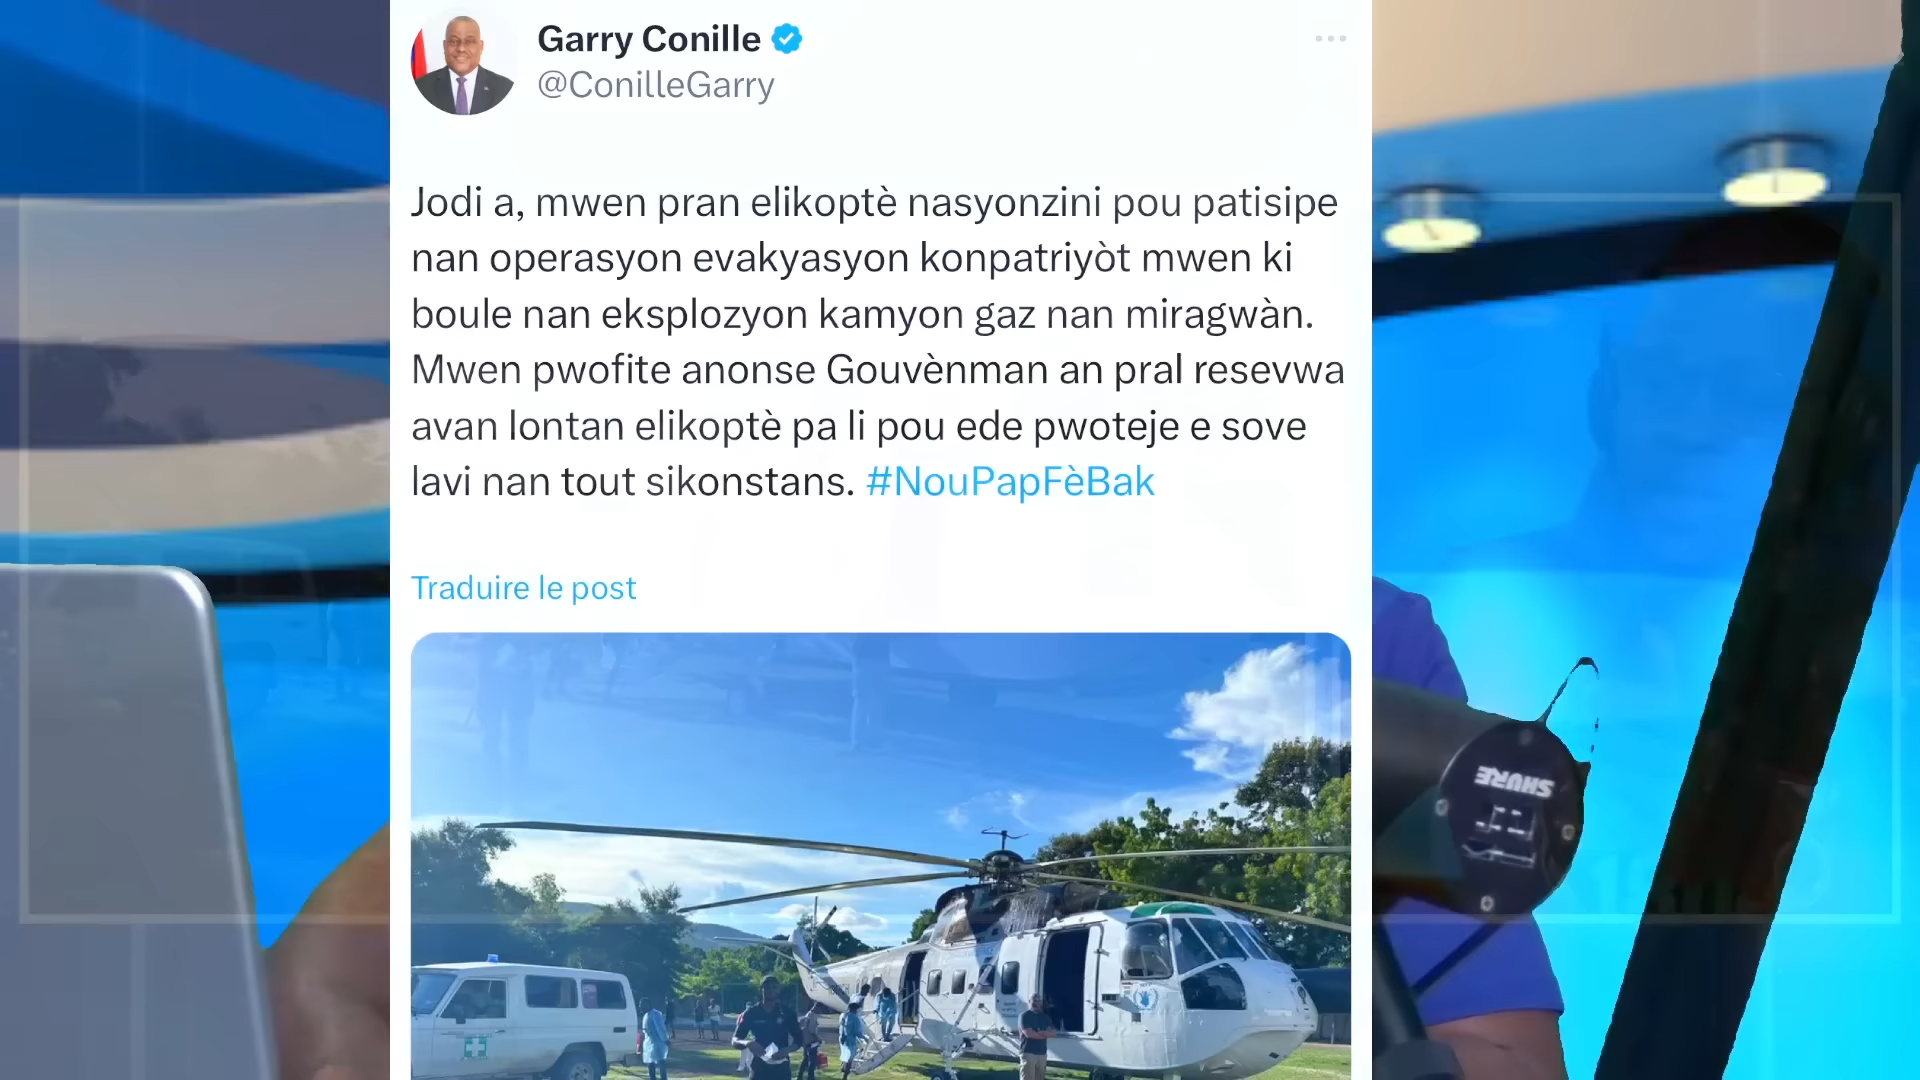 Garry Conille
@ConilleGarry
Jodi a, mwen pran elikoptè nasyonzini pou patisipe
nan operasyon evakyasyon konpatriyòt mwen ki
boule nan eksplozyon kamyon gaz nan miragwàn.
Mwen pwofite anonse Gouvènman an pral resevwa
avan lontan elikoptè pa li pou ede pwoteje e sove
lavi nan tout sikonstans. #NouPapFèBak
Traduire le post
SHURE